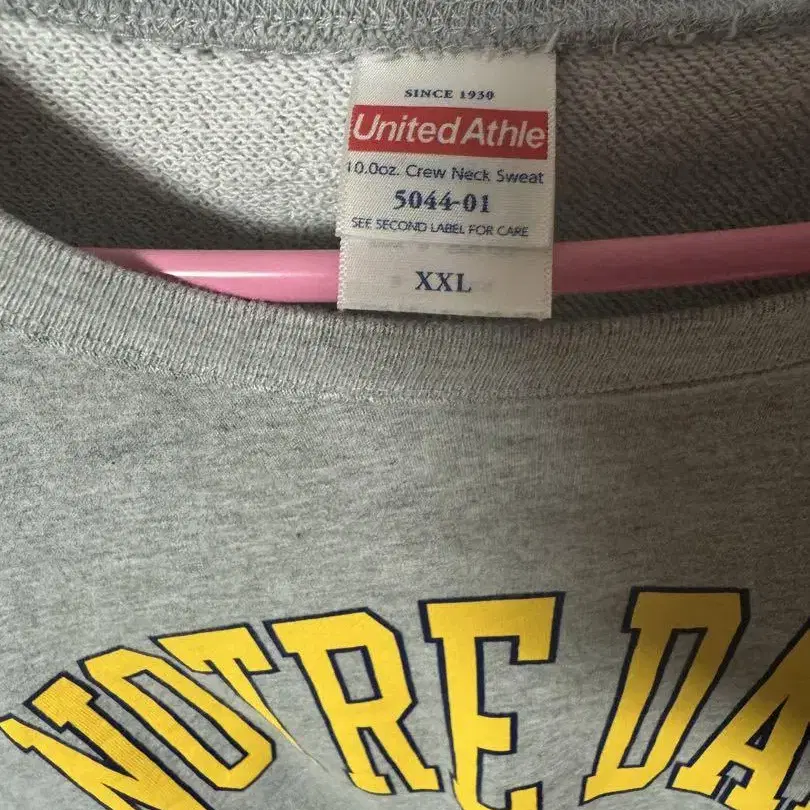 SINCE 1930
United Athle
10.0oz. Crew Neck Sweat
5044-01
SEE SECOND LABEL FOR CARE
XXL
NOTRE DA